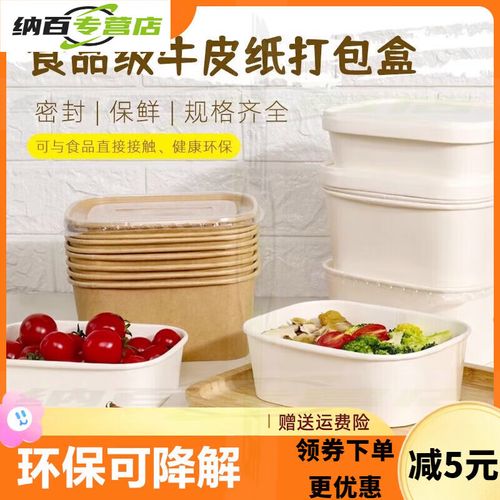 纳百专营店
食品级牛皮纸打包盒
密封|保鲜|规格齐全
可与食品直接接触、健康环保
赠送运费险
环保可降解
领券下单
更优惠
减5元